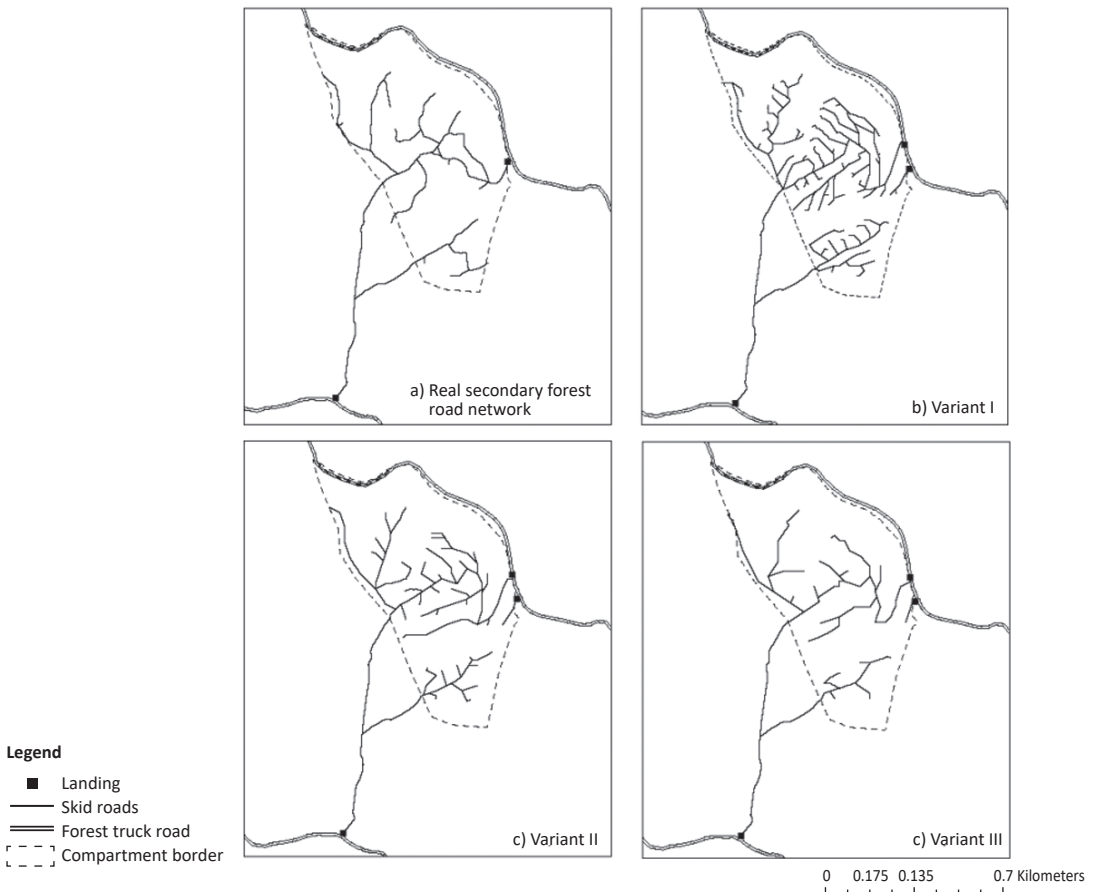 a) Real secondary forest
road network
b) Variant I
c) Variant II
c) Variant III
Legend
Landing
Skid roads
Forest truck road
Compartment border
0 0.175 0.135 0.7 Kilometers